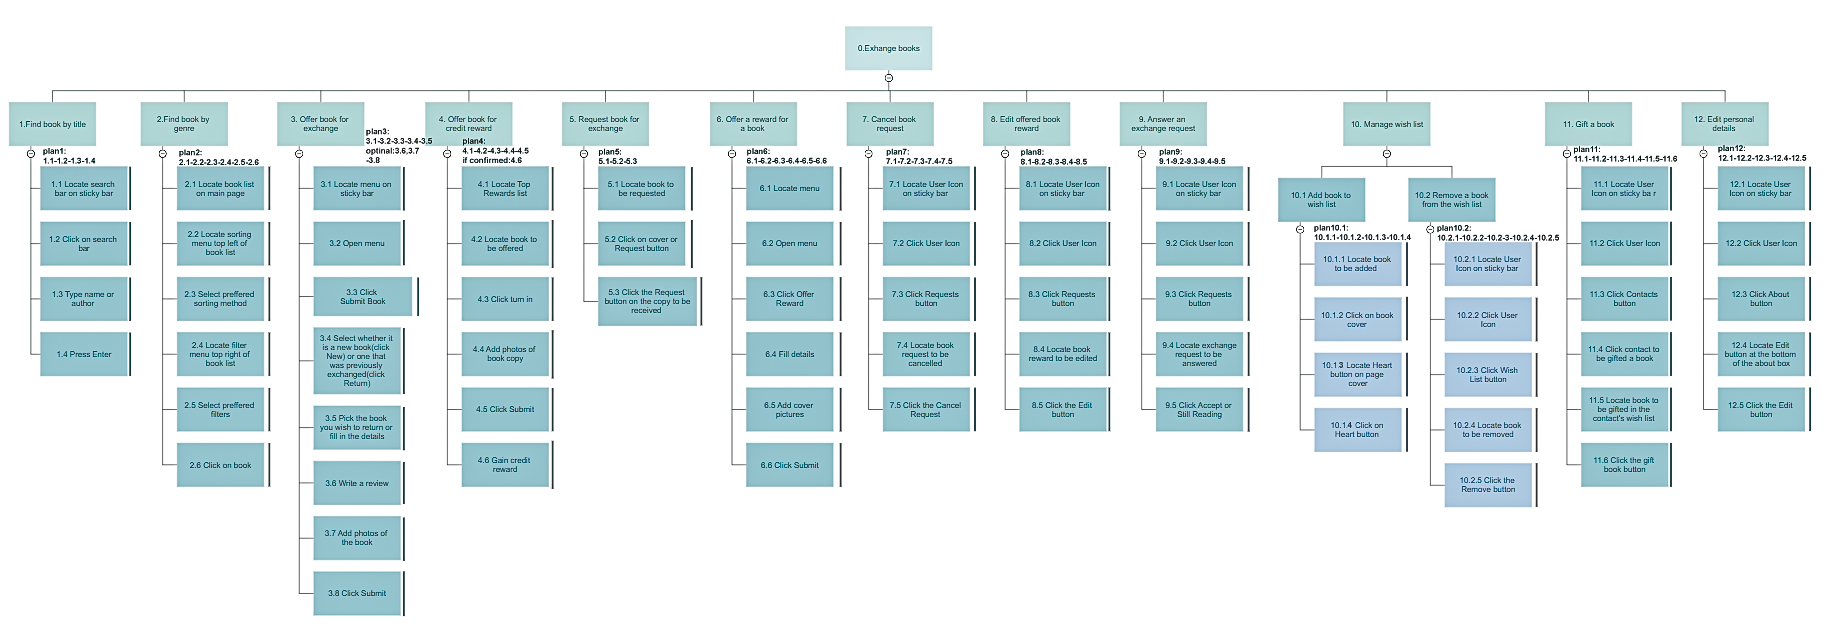 0.Exhange books
1.Find book by title
plan1:
1.1-1.2-1.3-1.4
1.1 Locate search
bar on sticky bar
1.2 Click on search
bar
1.3 Type name or
author
1.4 Press Enter
2.Find book by
genre
plan2:
2.1-2.2-2.3-2.4-2.5-2.6
2.1 Locate book list
on main page
2.2 Locate sorting
menu top left of
book list
2.3 Select preffered
sorting method
2.4 Locate filter
menu top right of
book list
2.5 Select preffered
filters
2.6 Click on book
3. Offer book for
exchange
plan3:
3.1-3.2-3.3-3.4-3.5
optinal:3.6,3.7
-3.8
3.1 Locate menu on
sticky bar
3.2 Open menu
3.3 Click
Submit Book
3.4 Select whether it
is a new book(click
New) or one that
was previously
exchanged(click
Return)
3.5 Pick the book
you wish to return or
fill in the details
3.6 Write a review
3.7 Add photos of
the book
3.8 Click Submit
4. Offer book for
credit reward
plan4:
4.1-4.2-4.3-4.4-4.5
if confirmed:4.6
4.1 Locate Top
Rewards list
4.2 Locate book to
be offered
4.3 Click turn in
4.4 Add photos of
book copy
4.5 Click Submit
4.6 Gain credit
reward
5. Request book for
exchange
plan5:
5.1-5.2-5.3
5.1 Locate book to
be requested
5.2 Click on cover or
Request button
5.3 Click the Request
button on the copy to be
received
6. Offer a reward for
a book
plan6:
6.1-6.2-6.3-6.4-6.5-6.6
6.1 Locate menu
6.2 Open menu
6.3 Click Offer
Reward
6.4 Fill details
6.5 Add cover
pictures
6.6 Click Submit
7. Cancel book
request
plan7:
7.1-7.2-7.3-7.4-7.5
7.1 Locate User Icon
on sticky bar
7.2 Click User Icon
7.3 Click Requests
button
7.4 Locate book
request to be
cancelled
7.5 Click the Cancel
Request
8. Edit offered book
reward
plan8:
8.1-8.2-8.3-8.4-8.5
8.1 Locate User Icon
on sticky bar
8.2 Click User Icon
8.3 Click Requests
button
8.4 Locate book
reward to be edited
8.5 Click the Edit
button
9. Answer an
exchange request
plan9:
9.1-9.2-9.3-9.4-9.5
9.1 Locate User Icon
on sticky bar
9.2 Click User Icon
9.3 Click Requests
button
9.4 Locate exchange
request to be
answered
9.5 Click Accept or
Still Reading
10. Manage wish list
10.1 Add book to
wish list
plan10.1:
10.1.1-10.1.2-10.1.3-10.1.4
10.1.1 Locate book
to be added
10.1.2 Click on book
cover
10.1.3 Locate Heart
button on page
cover
10.1.4 Click on
Heart button
10.2 Remove a book
from the wish list
plan10.2:
10.2.1-10.2.2-10.2-3-10.2.4-10.2.5
10.2.1 Locate User
Icon on sticky bar
10.2.2 Click User
Icon
10.2.3 Click Wish
List button
10.2.4 Locate book
to be removed
10.2.5 Click the
Remove button
11. Gift a book
plan11:
11.1-11.2-11.3-11.4-11.5-11.6
11.1 Locate User
Icon on sticky ba r
11.2 Click User Icon
11.3 Click Contacts
button
11.4 Click contact to
be gifted a book
11.5 Locate book to
be gifted in the
contact's wish list
11.6 Click the gift
book button
12. Edit personal
details
plan12:
12.1-12.2-12.3-12.4-12.5
12.1 Locate User
Icon on sticky bar
12.2 Click User Icon
12.3 Click About
button
12.4 Locate Edit
button at the bottom
of the about box
12.5 Click the Edit
button